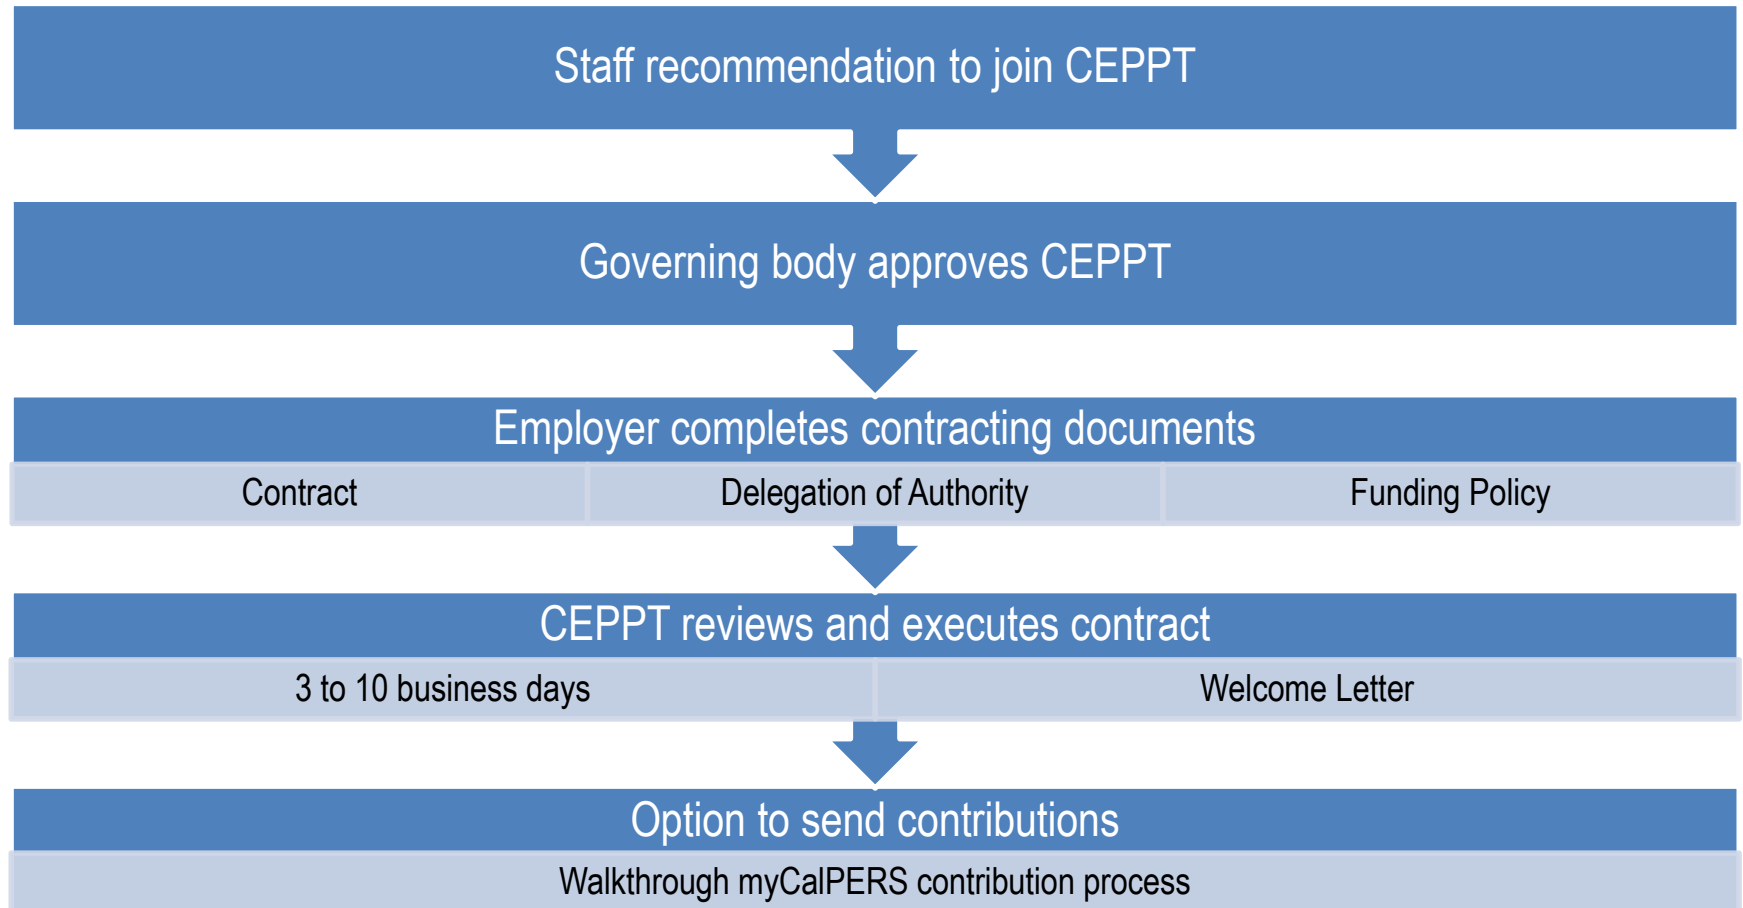 Staff recommendation to join CEPPT
Governing body approves CEPPT
Employer completes contracting documents
Contract
Delegation of Authority
Funding Policy
CEPPT reviews and executes contract
3 to 10 business days
Welcome Letter
Option to send contributions
Walkthrough myCalPERS contribution process